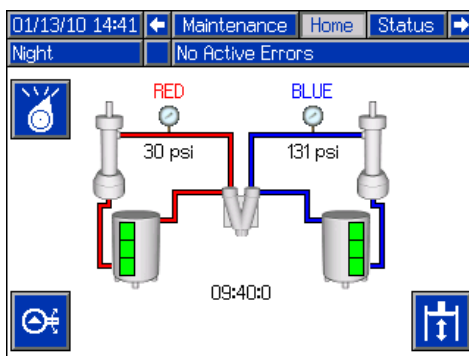 01/13/10 14:41 Maintenance Home Status
Night No Active Errors
RED BLUE
30 psi 131 psi
09:40:0